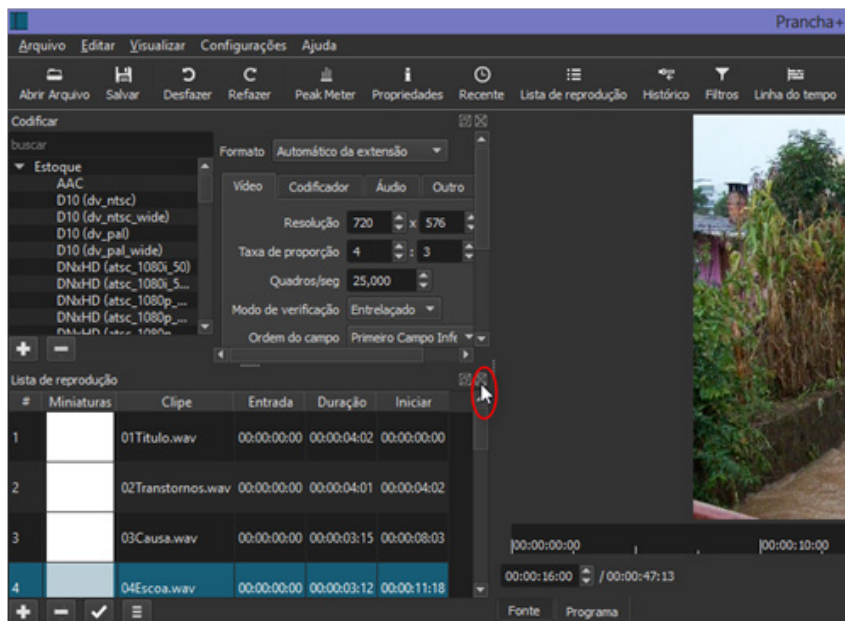 Prancha+
Arquivo Editar Visualizar Configurações Ajuda
Abrir Arquivo Salvar Desfazer Refazer Peak Meter Propriedades Recente Lista de reprodução Histórico Filtros Linha do tempo
Codificar
buscar
Formato Automático da extensão
Estoque
AAC
D10 (dv_ntsc)
D10 (dv_ntsc_wide)
D10 (dv_pal)
D10 (dv_pal_wide)
DNxHD (atsc_1080i_50)
DNxHD (atsc_1080i_5...
DNxHD (atsc_1080p_...
DNxHD (atsc_1080p_...
DNxHD (atsc_1080p
Vídeo Codificador Áudio Outro
Resolução 720 x 576
Taxa de proporção 4 : 3
Quadros/seg 25,000
Modo de verificação Entrelaçado
Ordem do campo Primeiro Campo Infe
Lista de reprodução
# Miniaturas Clipe Entrada Duração Iniciar
1 01Titulo.wav 00:00:00:00 00:00:04:02 00:00:00:00
2 02Transtornos.wav 00:00:00:00 00:00:04:01 00:00:04:02
3 03Causa.wav 00:00:00:00 00:00:03:15 00:00:08:03
4 04Escoa.wav 00:00:00:00 00:00:03:12 00:00:11:18
00:00:00:00 00:00:10:00
00:00:16:00 / 00:00:47:13
Fonte Programa